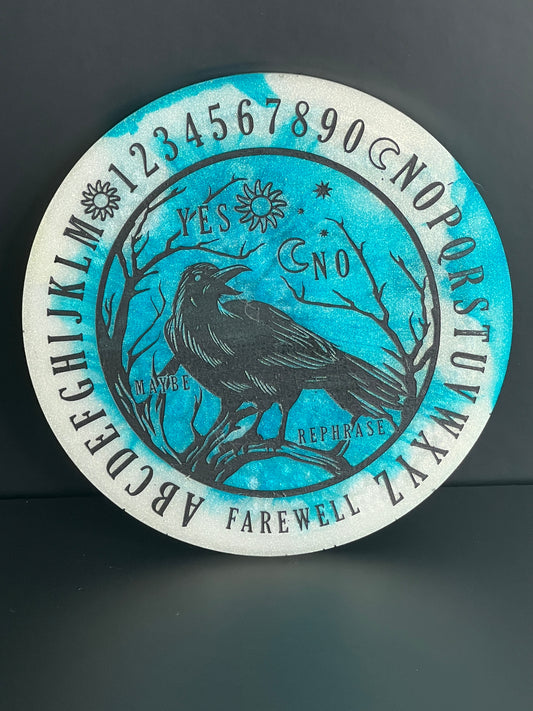 1234567890
ABCDEFGHIJKLM
NOPQRSTUVWXYZ
YES
NO
MAYBE
REPHRASE
FAREWELL